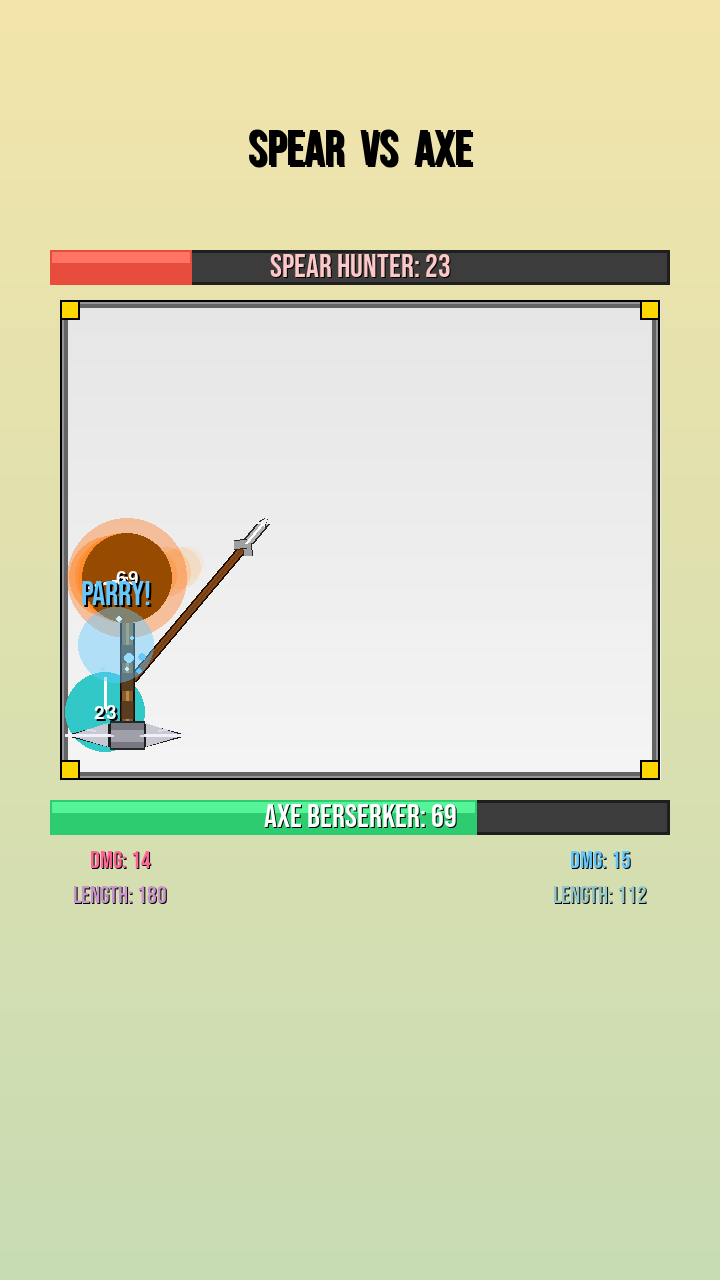 SPEAR VS AXE
SPEAR HUNTER: 23
69
PARRY!
23
AXE BERSERKER: 69
DMG: 14
DMG: 15
LENGTH: 180
LENGTH: 112